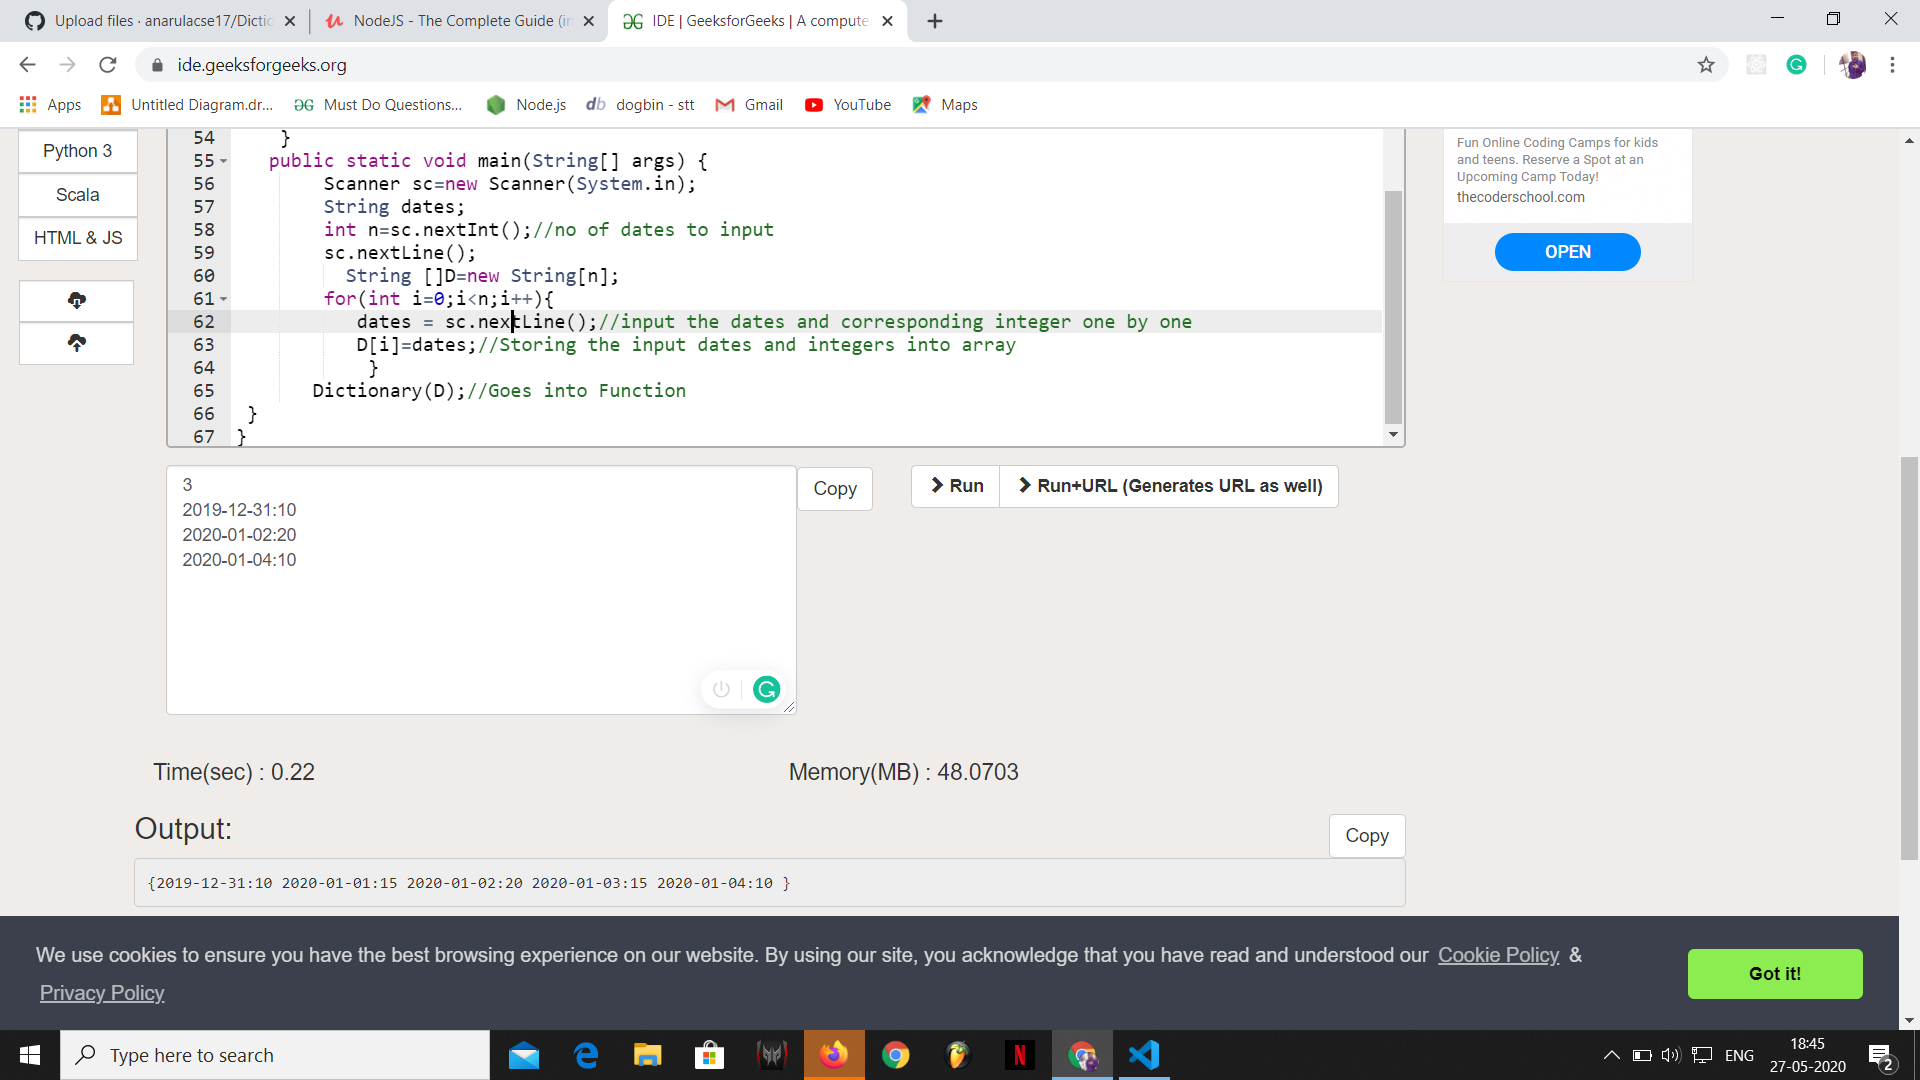 Upload files · anarulacse17/Dictio
NodeJS - The Complete Guide (in
IDE | GeeksforGeeks | A compute
ide.geeksforgeeks.org
Apps
Untitled Diagram.dr...
Must Do Questions...
Node.js
db dogbin - stt
Gmail
YouTube
Maps
Python 3
Scala
HTML & JS
54 }
55 public static void main(String[] args) {
56 Scanner sc=new Scanner(System.in);
57 String dates;
58 int n=sc.nextInt();//no of dates to input
59 sc.nextLine();
60 String []D=new String[n];
61 for(int i=0;i<n;i++){
62 dates = sc.nextLine();//input the dates and corresponding integer one by one
63 D[i]=dates;//Storing the input dates and integers into array
64 }
65 Dictionary(D);//Goes into Function
66 }
67 }
Fun Online Coding Camps for kids
and teens. Reserve a Spot at an
Upcoming Camp Today!
thecoderschool.com
OPEN
3
2019-12-31:10
2020-01-02:20
2020-01-04:10
Copy
Run
Run+URL (Generates URL as well)
Time(sec) : 0.22
Memory(MB) : 48.0703
Output:
Copy
{2019-12-31:10 2020-01-01:15 2020-01-02:20 2020-01-03:15 2020-01-04:10 }
We use cookies to ensure you have the best browsing experience on our website. By using our site, you acknowledge that you have read and understood our Cookie Policy &
Privacy Policy
Got it!
Type here to search
N
ENG
18:45
27-05-2020
2